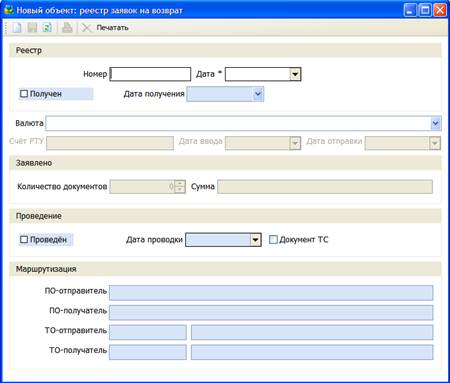 Новый объект: реестр заявок на возврат
Печатать
Реестр
Номер Дата *
Получен Дата получения
Валюта
Счёт РТУ Дата ввода Дата отправки
Заявлено
Количество документов 0 Сумма
Проведение
Проведён Дата проводки Документ ТС
Маршрутизация
ПО-отправитель
ПО-получатель
ТО-отправитель
ТО-получатель